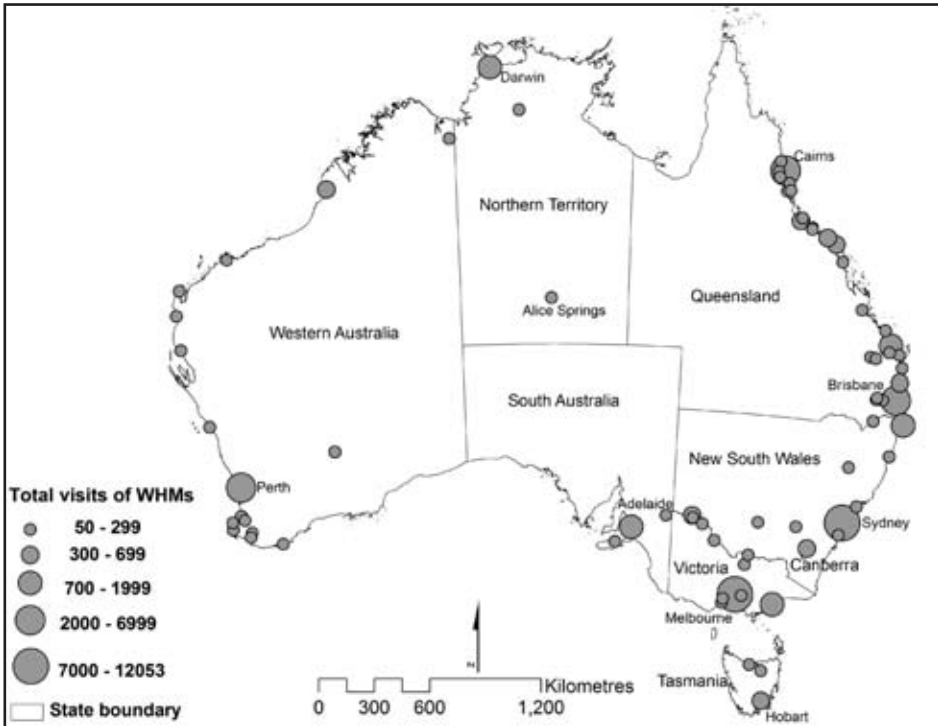 Darwin
Cairns
Northern Territory
Queensland
Alice Springs
Western Australia
Brisbane
South Australia
New South Wales
Perth
Adelaide
Sydney
Victoria
Canberra
Melbourne
Tasmania
Hobart
Total visits of WHMs
50 - 299
300 - 699
700 - 1999
2000 - 6999
7000 - 12053
State boundary
N
Kilometres
0 300 600 1,200